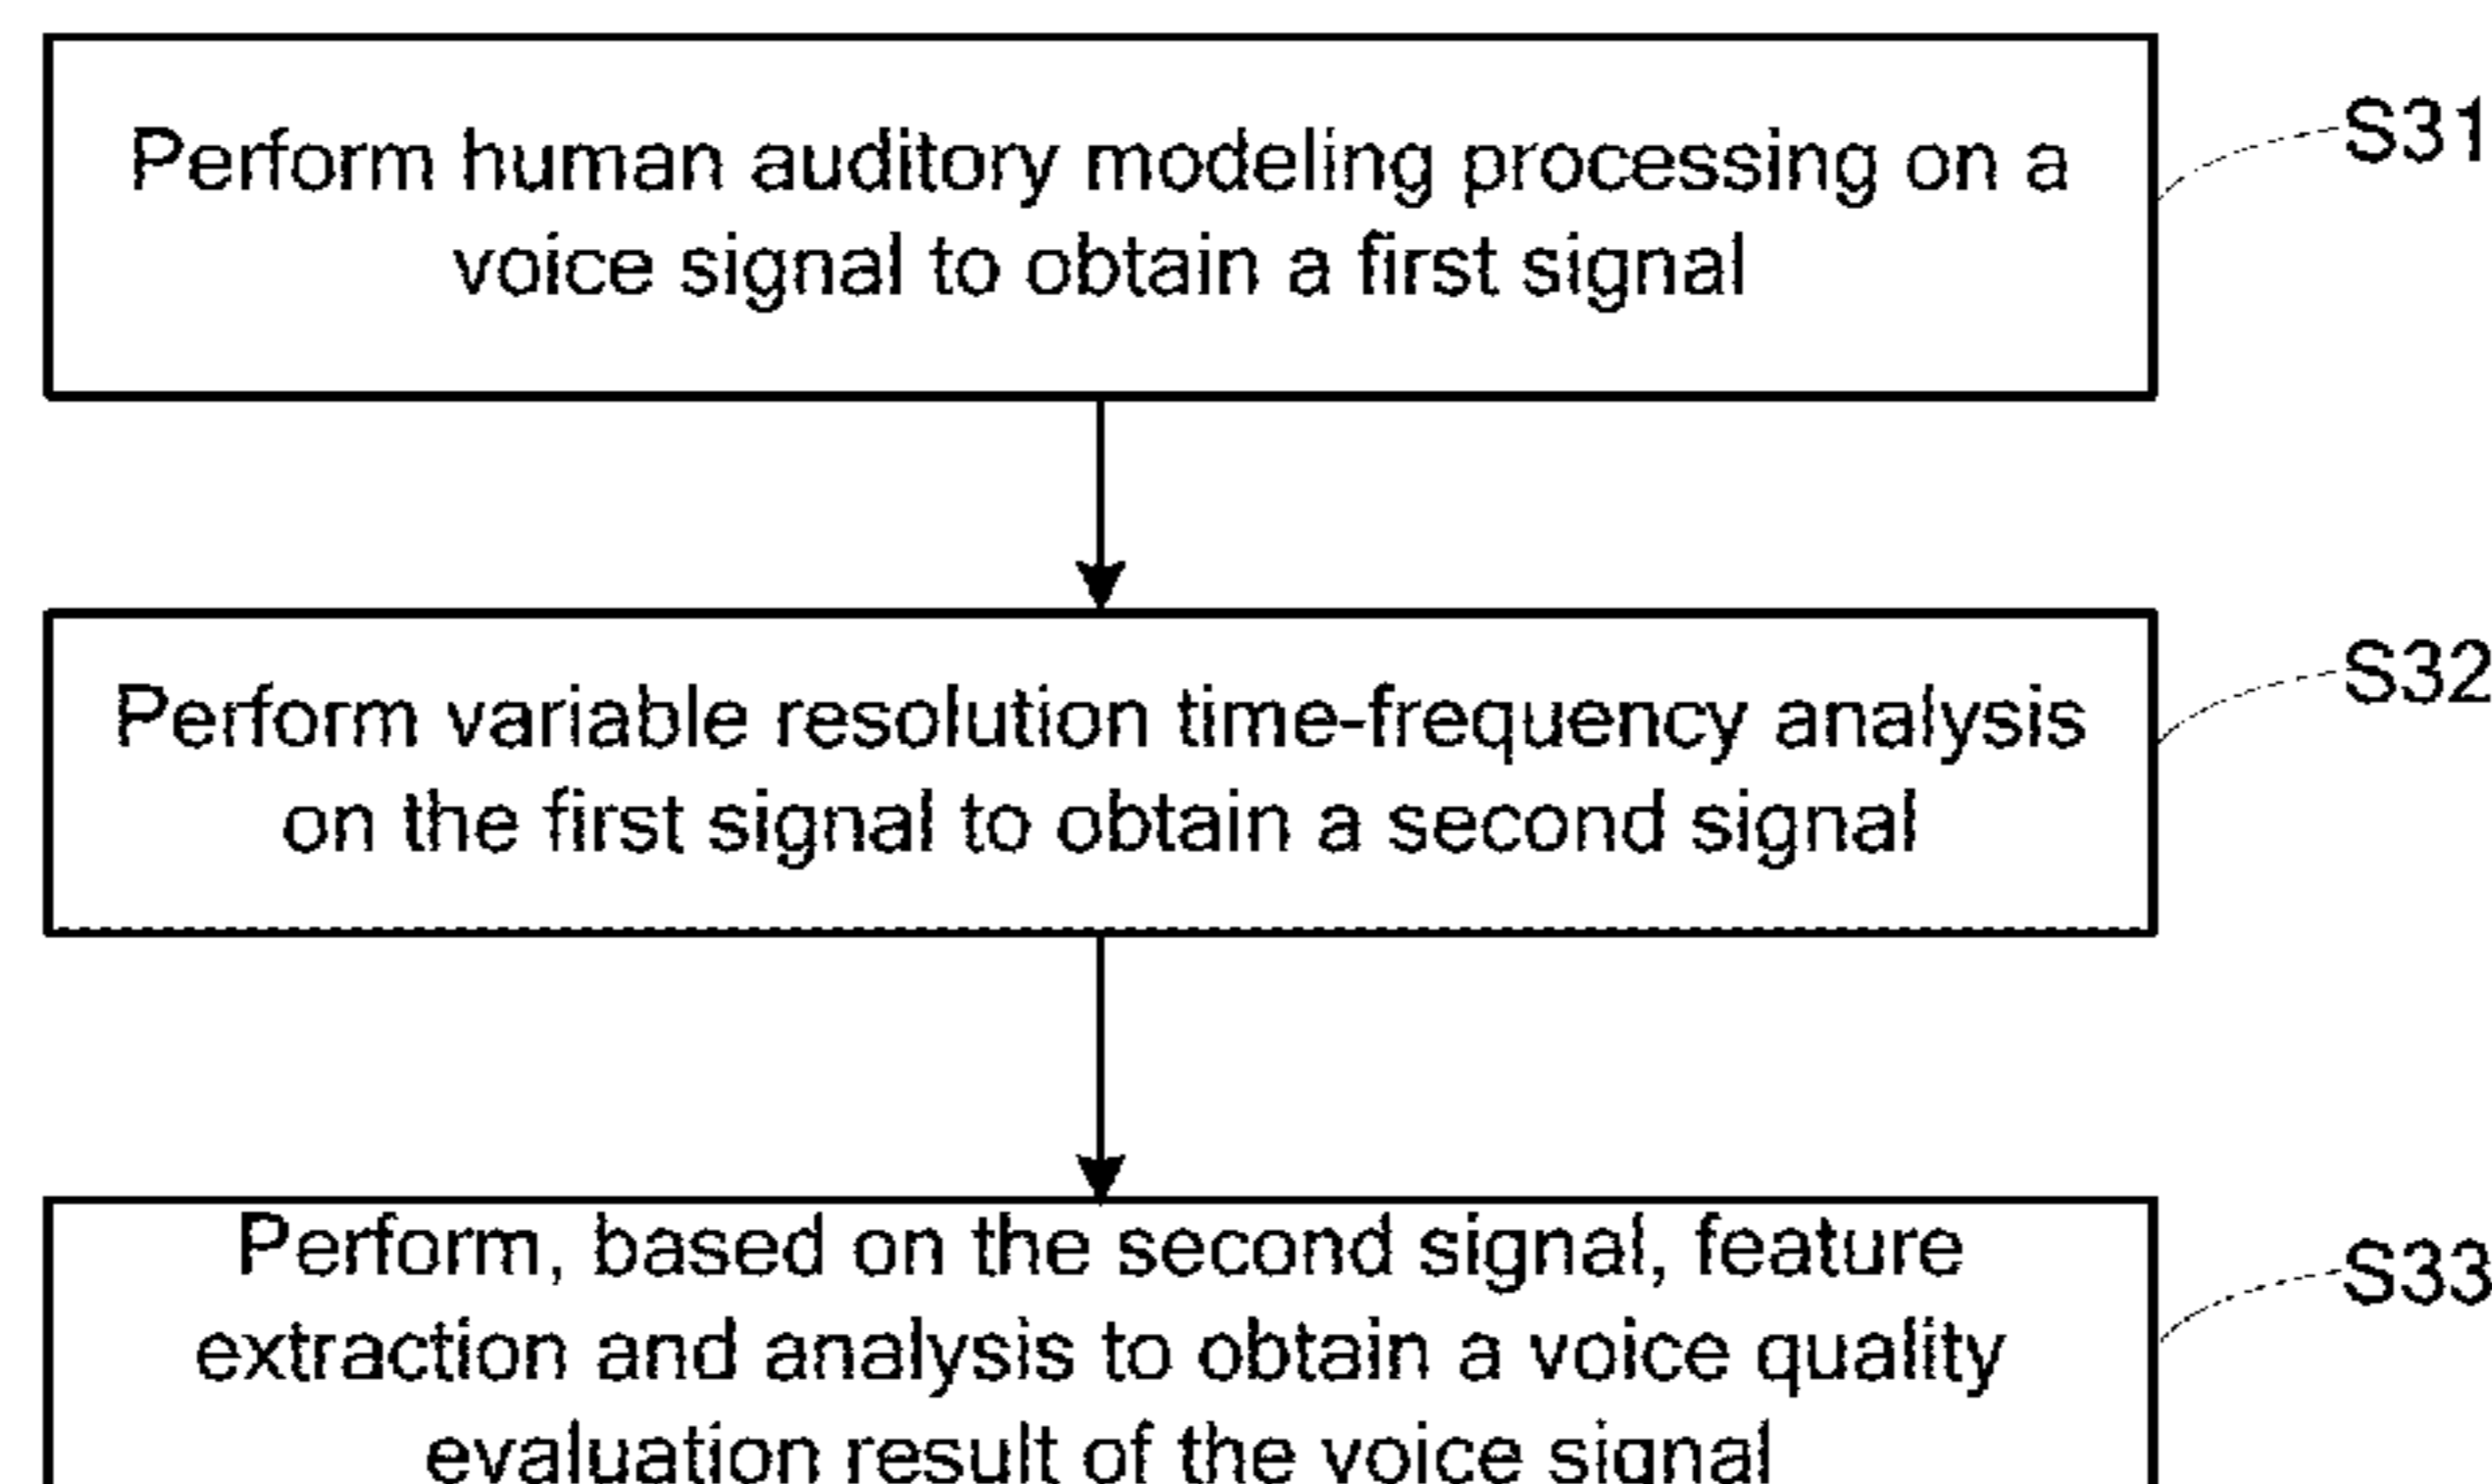 Perform human auditory modeling processing on a
voice signal to obtain a first signal
S31
Perform variable resolution time-frequency analysis
on the first signal to obtain a second signal
S32
Perform, based on the second signal, feature
extraction and analysis to obtain a voice quality
evaluation result of the voice signal
S33